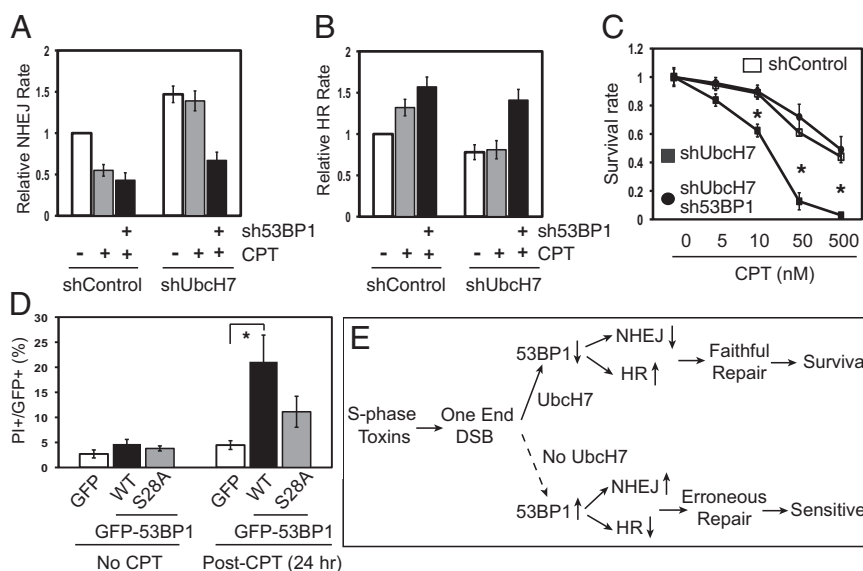 A
Relative NHEJ Rate
2
1.5
1
0.5
0
+ sh53BP1
- + + - + + CPT
shControl shUbcH7
B
Relative HR Rate
2
1.5
1
0.5
0
+ + sh53BP1
- + + - + + CPT
shControl shUbcH7
C
Survival rate
1.0
0.8
0.6
0.4
0.2
0
shControl
shUbcH7
shUbcH7
sh53BP1
*
*
*
0 5 10 50 500
CPT (nM)
D
PI+/GFP+ (%)
30
25
20
15
10
5
0
*
GFP WT S28A GFP WT S28A
GFP-53BP1 GFP-53BP1
No CPT Post-CPT (24 hr)
E
S-phase
Toxins
→ One End
DSB
UbcH7
53BP1↓
NHEJ↓
HR↑
→ Faithful
Repair
→ Surviva
No UbcH7
53BP1↑
NHEJ↑
HR↓
→ Erroneous
Repair
→ Sensitive